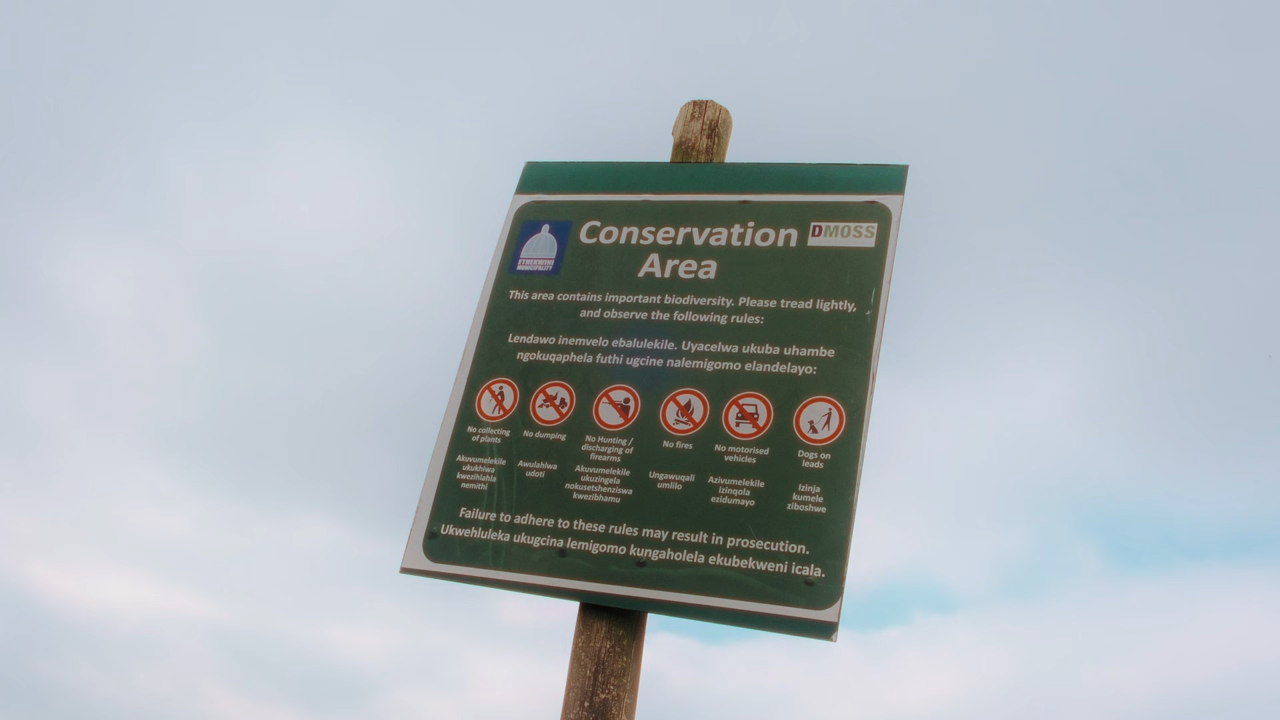 ETHEKWINI
MUNICIPALITY
Conservation
Area
DMOSS
This area contains important biodiversity. Please tread lightly,
and observe the following rules:
Lendawo inemvelo ebalulekile. Uyacelwa ukuba uhambe
ngokuqaphela futhi ugcine nalemigomo elandelayo:
No collecting
of plants
Akuvumelekile
ukukhiwa
kwezihlahla
nemithi
No dumping
Awulahlwa
udoti
No Hunting /
discharging of
firearms
Akuvumelekile
ukuzingela
nokusetshenziswa
kwezibhamu
No fires
Ungawuqali
umlilo
No motorised
vehicles
Azivumelekile
izinqola
ezidumayo
Dogs on
leads
Izinja
kumele
ziboshwe
Failure to adhere to these rules may result in prosecution.
Ukwehluleka ukugcina lemigomo kungaholela ekubekweni icala.